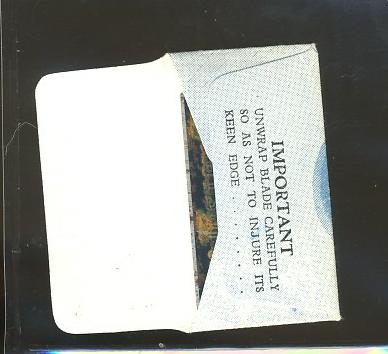 IMPORTANT
UNWRAP BLADE CAREFULLY
SO AS NOT TO INJURE ITS
KEEN EDGE . . . . . . . .